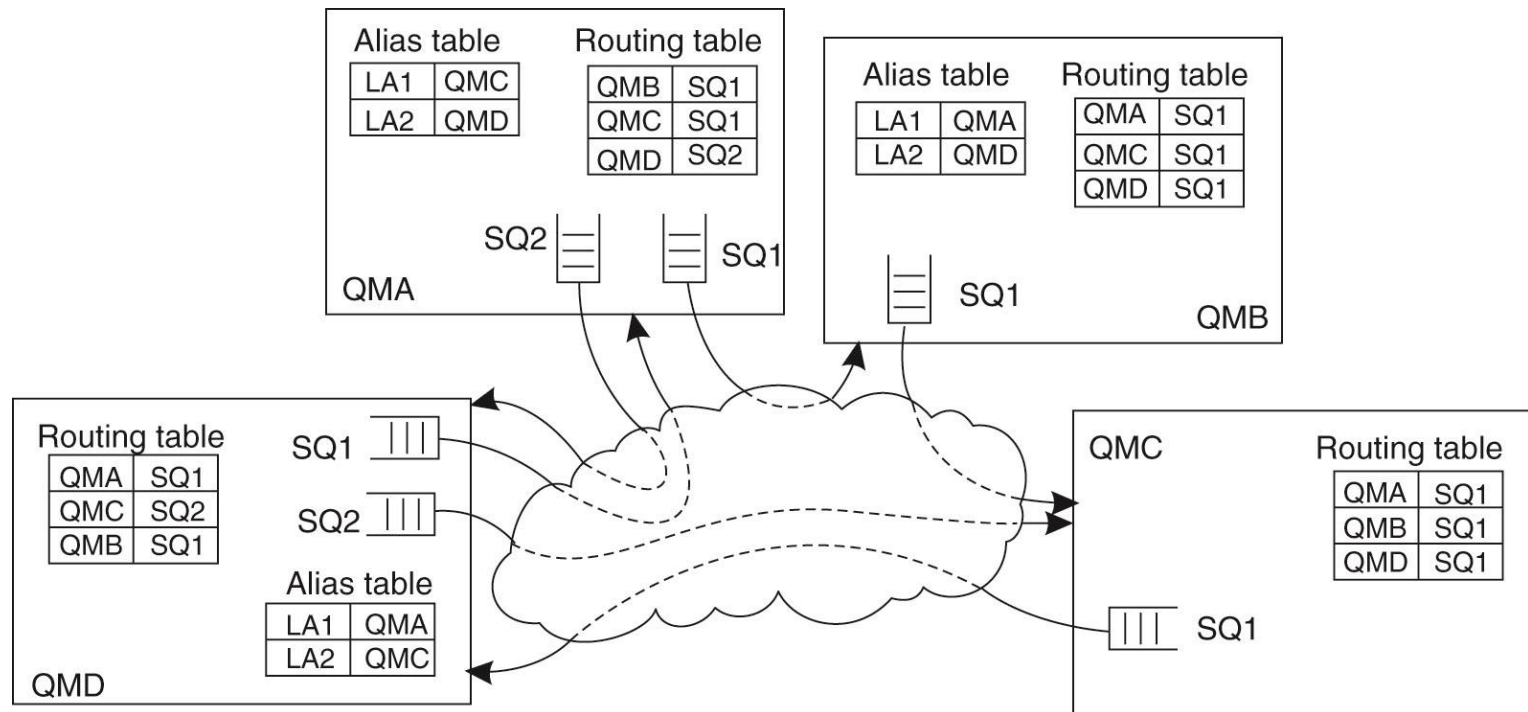 Alias table
LA1 QMC
LA2 QMD
Routing table
QMB SQ1
QMC SQ1
QMD SQ2
SQ2
SQ1
QMA
Alias table
LA1 QMA
LA2 QMD
Routing table
QMA SQ1
QMC SQ1
QMD SQ1
SQ1
QMB
Routing table
QMA SQ1
QMC SQ2
QMB SQ1
SQ1
SQ2
Alias table
LA1 QMA
LA2 QMC
QMD
QMC
Routing table
QMA SQ1
QMB SQ1
QMD SQ1
SQ1